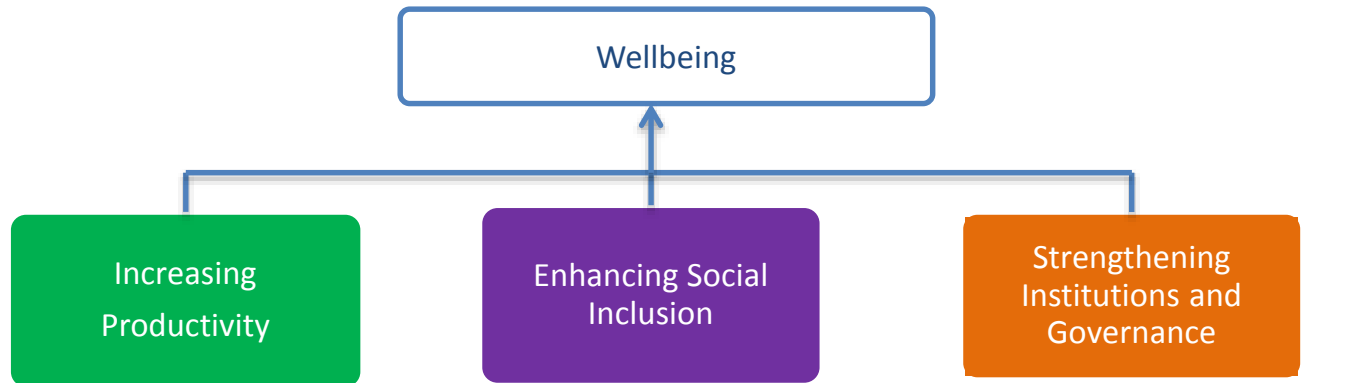 Wellbeing
Increasing
Productivity
Enhancing Social
Inclusion
Strengthening
Institutions and
Governance